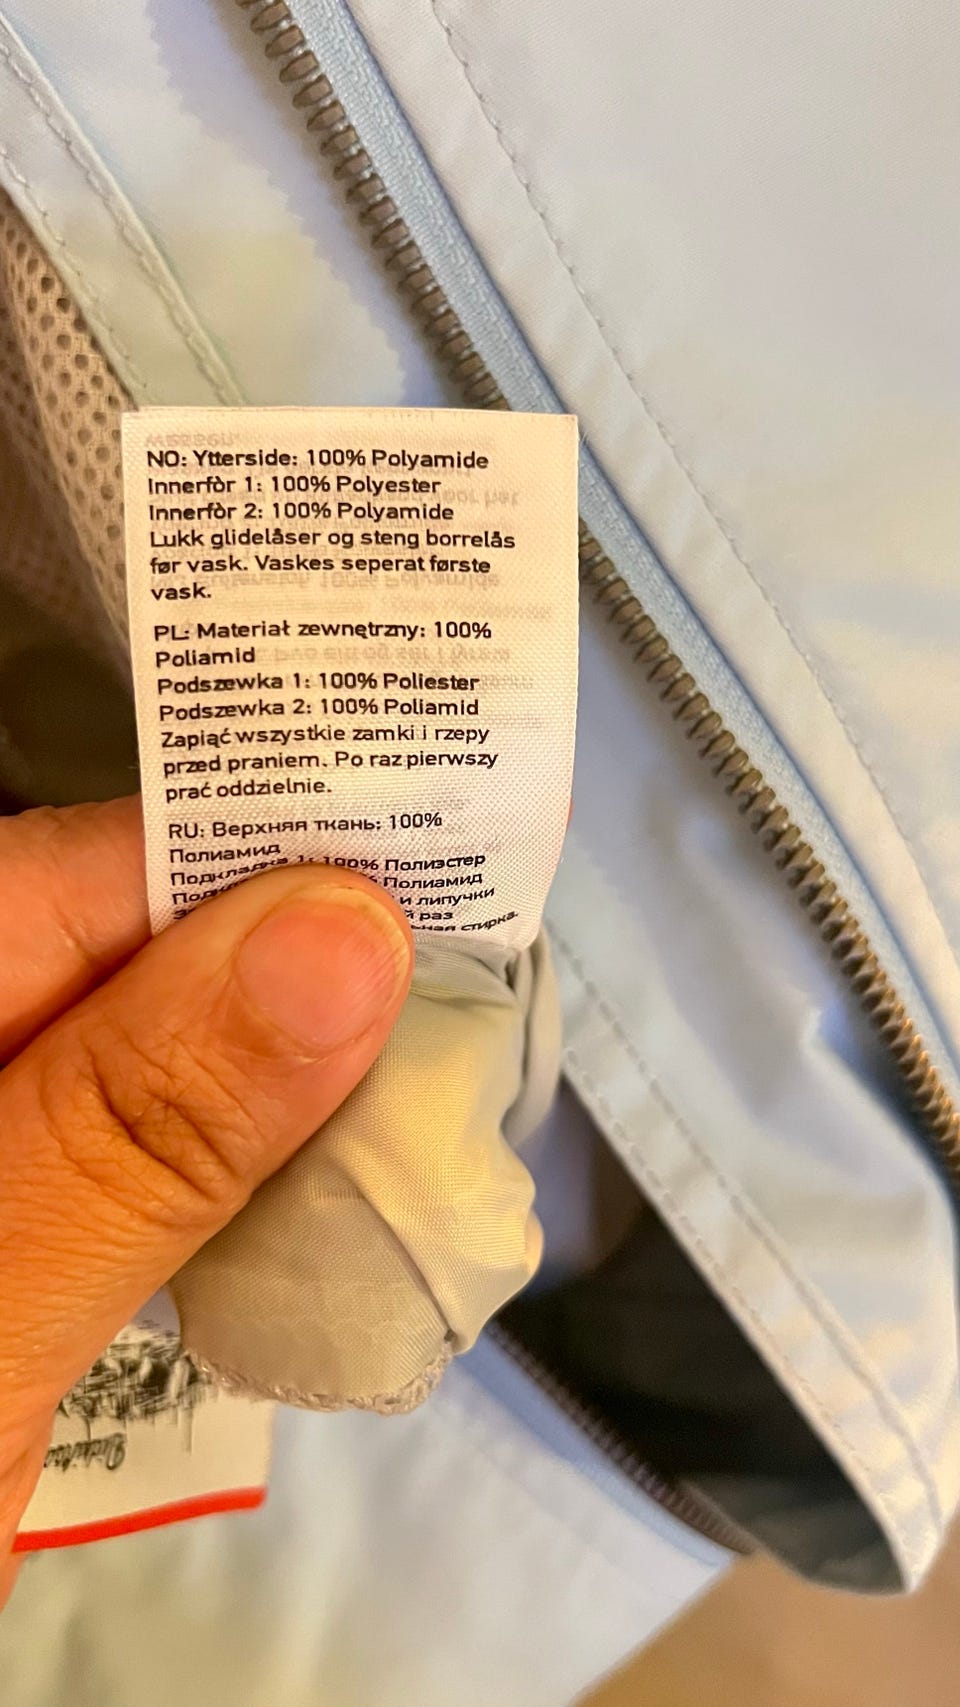 NO: Ytterside: 100% Polyamide
Innerfòr 1: 100% Polyester
Innerfòr 2: 100% Polyamide
Lukk glidelåser og steng borrelås
før vask. Vaskes seperat første
vask.
PL: Materiał zewnętrzny: 100%
Poliamid
Podszewka 1: 100% Poliester
Podszewka 2: 100% Poliamid
Zapiąć wszystkie zamki i rzepy
przed praniem. Po raz pierwszy
prać oddzielnie.
RU: Верхняя ткань: 100%
Полиамид
Подкладка 1: 100% Полиэстер
Полиамид
и липучки
раз
стирка.